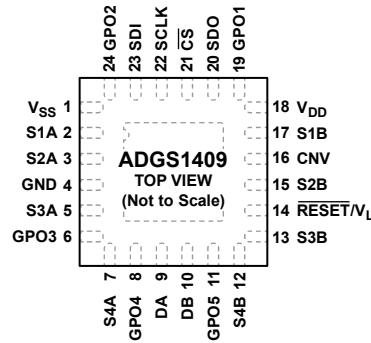 24 GPO2
23 SDI
22 SCLK
21 C̅S̅
20 SDO
19 GPO1
VSS 1
S1A 2
S2A 3
GND 4
S3A 5
GPO3 6
ADGS1409
TOP VIEW
(Not to Scale)
18 VDD
17 S1B
16 CNV
15 S2B
14 R̅E̅S̅E̅T̅/VL
13 S3B
S4A 7
GPO4 8
DA 9
DB 10
GPO5 11
S4B 12